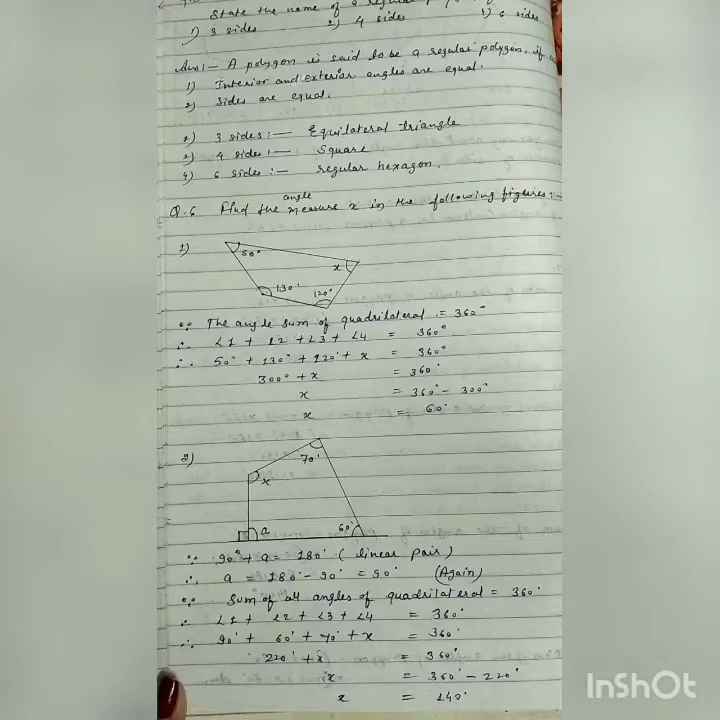 State the name of a regular
1) 3 sides 2) 4 sides 3) 6 sides
Ans:- A polygon is said to be a regular polygon, if
1) Interior and exterior angles are equal.
2) Sides are equal.
1) 3 sides :- Equilateral triangle
2) 4 sides :- Square
3) 6 sides :- regular hexagon.
Q.6 Find the angle measure x in the following figures :-
1)
50°
x
130°
120°
∵ The angle sum of quadrilateral = 360°
∴ ∠1 + ∠2 + ∠3 + ∠4 = 360°
∴ 50° + 130° + 120° + x = 360°
300° + x = 360°
x = 360° - 300°
x = 60°
2)
70°
x
a
60°
∵ 90° + a = 180° (linear pair)
∴ a = 180° - 90° = 90° (Again)
∵ Sum of all angles of quadrilateral = 360°
∴ ∠1 + ∠2 + ∠3 + ∠4 = 360°
∴ 90° + 60° + 70° + x = 360°
220° + x = 360°
x = 360° - 220°
x = 140°
InShOt